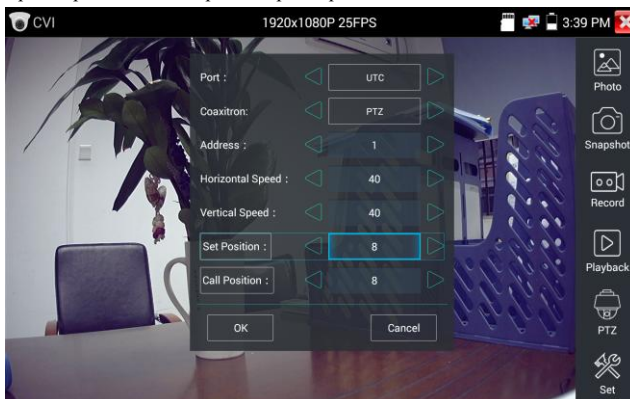 CVI 1920x1080P 25FPS 3:39 PM
Port : UTC
Coaxitron: PTZ
Address : 1
Horizontal Speed : 40
Vertical Speed : 40
Set Position : 8
Call Position : 8
OK Cancel
Photo
Snapshot
Record
Playback
PTZ
Set